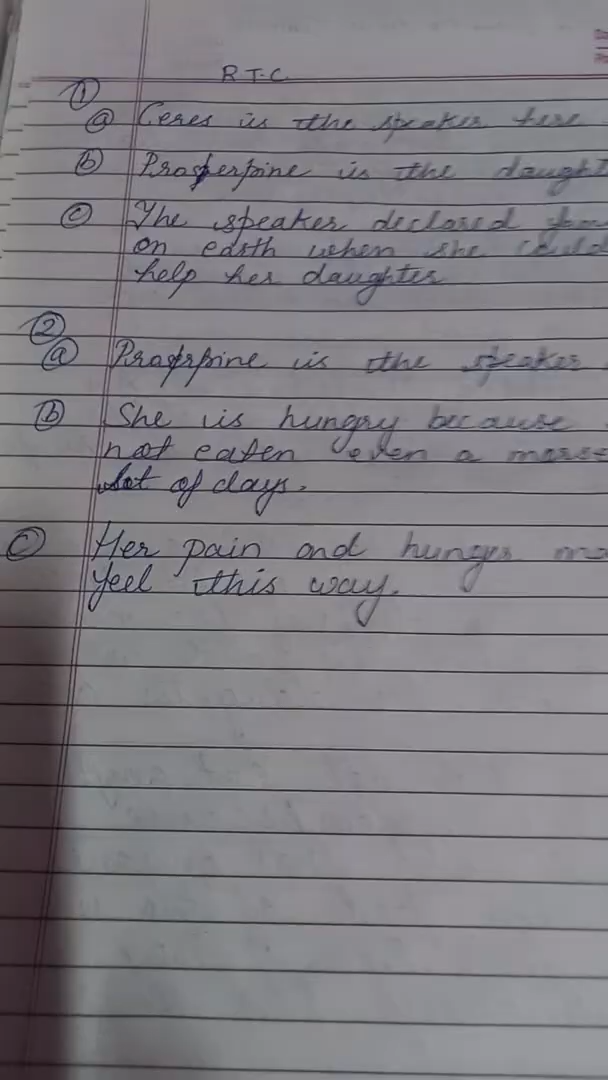 R.T.C.
①
ⓐ Ceres is the speaker here
ⓑ Proserpine is the
ⓒ The speaker declared
on earth when she could
help her daughter
②
ⓐ is the speaker
ⓑ She is hungry because
not eaten even a
lot of days.
ⓒ Her pain and
feel this way.